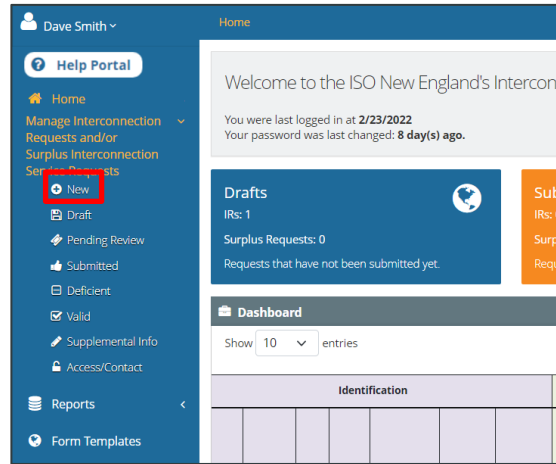 Dave Smith
Home
Help Portal
Home
Manage Interconnection
Requests and/or
Surplus Interconnection
Service Requests
New
Draft
Pending Review
Submitted
Deficient
Valid
Supplemental Info
Access/Contact
Reports
Form Templates
Welcome to the ISO New England's Intercon
You were last logged in at 2/23/2022
Your password was last changed: 8 day(s) ago.
Drafts
IRs: 1
Surplus Requests: 0
Requests that have not been submitted yet.
Sub
IRs:
Surp
Requ
Dashboard
Show 10 entries
Identification